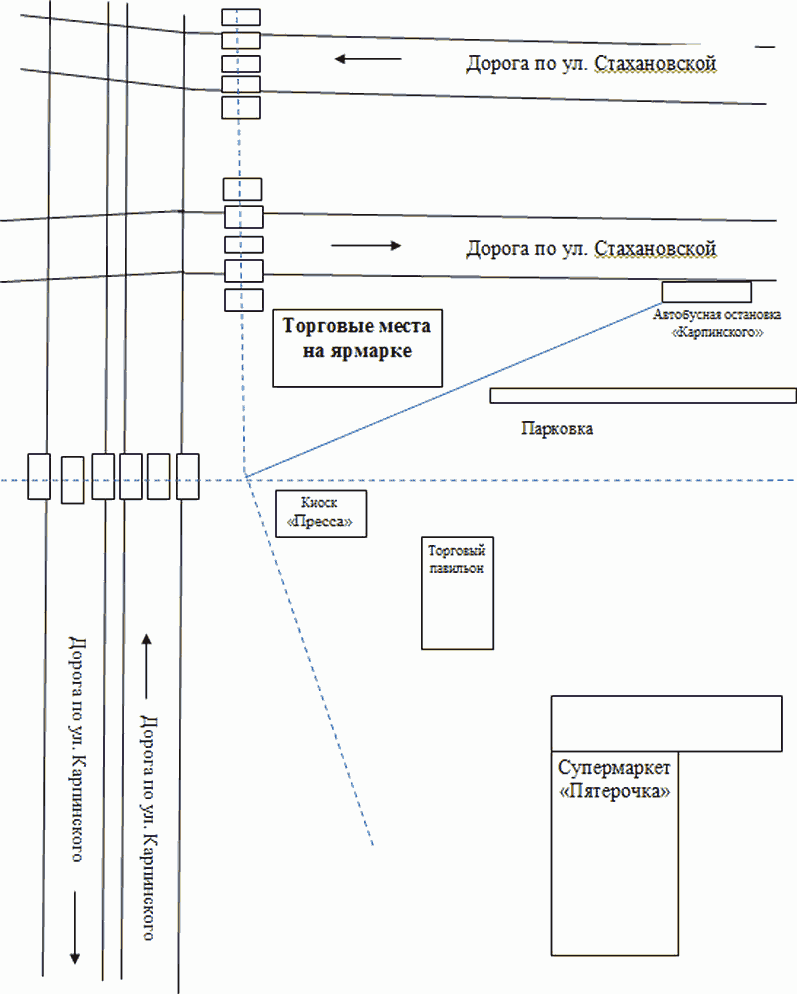 Дорога по ул. Стахановской
Дорога по ул. Стахановской
Автобусная остановка
«Карпинского»
Торговые места
на ярмарке
Парковка
Киоск
«Пресса»
Торговый
павильон
Дорога по ул. Карпинского
Дорога по ул. Карпинского
Супермаркет
«Пятерочка»